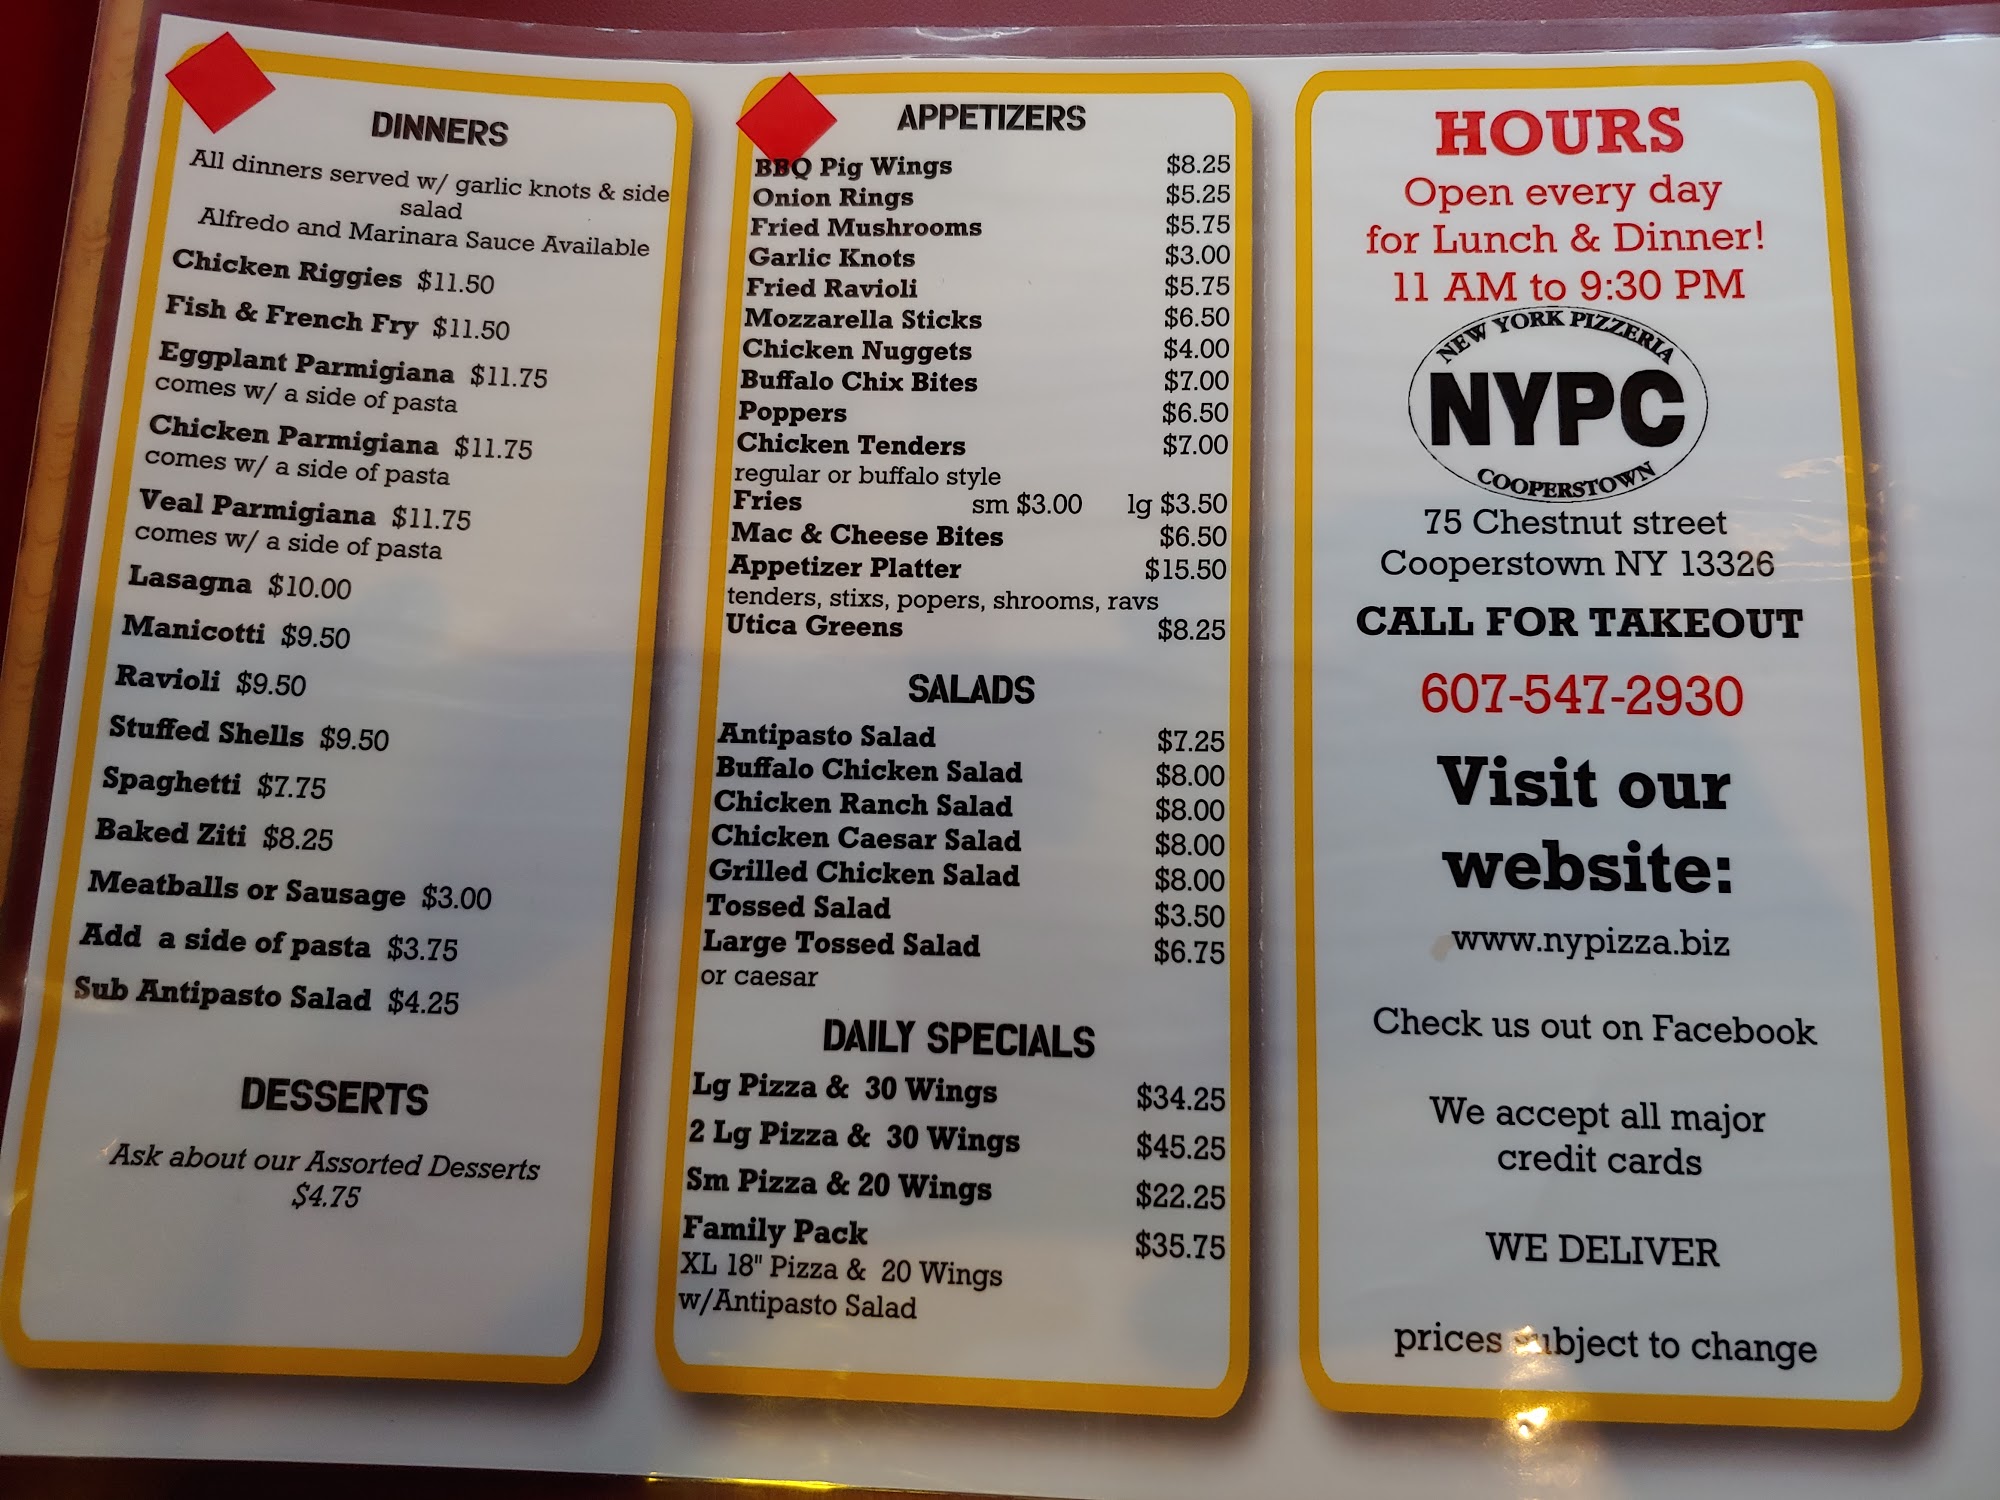 DINNERS
All dinners served w/ garlic knots & side
salad
Alfredo and Marinara Sauce Available
Chicken Riggies $11.50
Fish & French Fry $11.50
Eggplant Parmigiana $11.75
comes w/ a side of pasta
Chicken Parmigiana $11.75
comes w/ a side of pasta
Veal Parmigiana $11.75
comes w/ a side of pasta
Lasagna $10.00
Manicotti $9.50
Ravioli $9.50
Stuffed Shells $9.50
Spaghetti $7.75
Baked Ziti $8.25
Meatballs or Sausage $3.00
Add a side of pasta $3.75
Sub Antipasto Salad $4.25
DESSERTS
Ask about our Assorted Desserts
$4.75
APPETIZERS
BBQ Pig Wings $8.25
Onion Rings $5.25
Fried Mushrooms $5.75
Garlic Knots $3.00
Fried Ravioli $5.75
Mozzarella Sticks $6.50
Chicken Nuggets $4.00
Buffalo Chix Bites $7.00
Poppers $6.50
Chicken Tenders $7.00
regular or buffalo style
Fries sm $3.00 lg $3.50
Mac & Cheese Bites $6.50
Appetizer Platter $15.50
tenders, stixs, popers, shrooms, ravs
Utica Greens $8.25
SALADS
Antipasto Salad $7.25
Buffalo Chicken Salad $8.00
Chicken Ranch Salad $8.00
Chicken Caesar Salad $8.00
Grilled Chicken Salad $8.00
Tossed Salad $3.50
Large Tossed Salad $6.75
or caesar
DAILY SPECIALS
Lg Pizza & 30 Wings $34.25
2 Lg Pizza & 30 Wings $45.25
Sm Pizza & 20 Wings $22.25
Family Pack $35.75
XL 18" Pizza & 20 Wings
w/Antipasto Salad
HOURS
Open every day
for Lunch & Dinner!
11 AM to 9:30 PM
NEW YORK PIZZERIA
NYPC
COOPERSTOWN
75 Chestnut street
Cooperstown NY 13326
CALL FOR TAKEOUT
607-547-2930
Visit our
website:
www.nypizza.biz
Check us out on Facebook
We accept all major
credit cards
WE DELIVER
prices subject to change